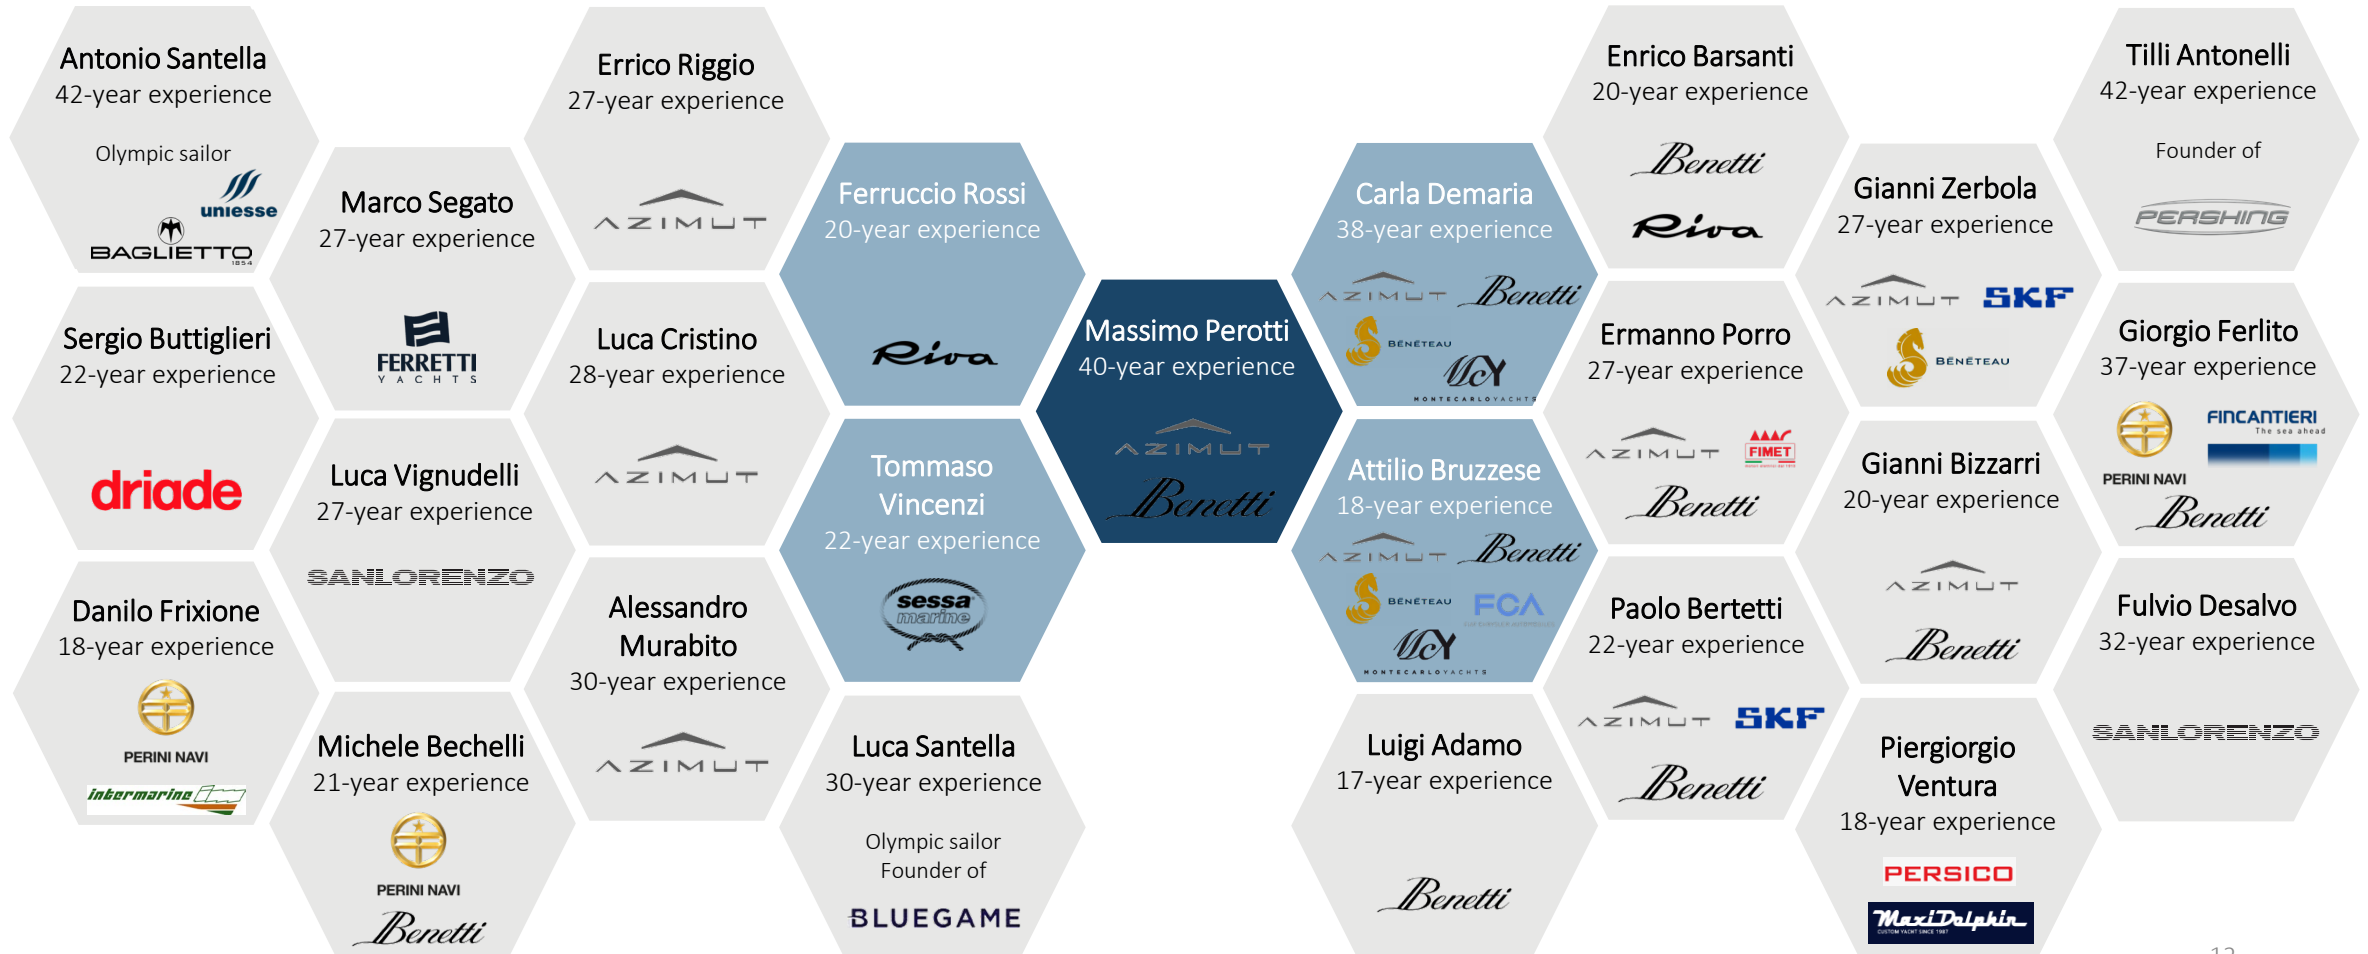 Antonio Santella
42-year experience
Olympic sailor
uniesse
BAGLIETTO
1854
Sergio Buttiglieri
22-year experience
driade
Danilo Frixione
18-year experience
PERINI NAVI
intermarine
Marco Segato
27-year experience
FERRETTI
YACHTS
Luca Vignudelli
27-year experience
SANLORENZO
Michele Bechelli
21-year experience
PERINI NAVI
Benetti
Errico Riggio
27-year experience
AZIMUT
Luca Cristino
28-year experience
AZIMUT
Alessandro
Murabito
30-year experience
AZIMUT
Ferruccio Rossi
20-year experience
Riva
Tommaso
Vincenzi
22-year experience
sessa
marine
Luca Santella
30-year experience
Olympic sailor
Founder of
BLUEGAME
Massimo Perotti
40-year experience
AZIMUT
Benetti
Carla Demaria
38-year experience
AZIMUT
Benetti
BÉNÉTEAU
McY
MONTECARLOYACHTS
Attilio Bruzzese
18-year experience
AZIMUT
Benetti
BÉNÉTEAU
FCA
McY
MONTECARLOYACHTS
Luigi Adamo
17-year experience
Benetti
Enrico Barsanti
20-year experience
Benetti
Riva
Ermanno Porro
27-year experience
AZIMUT
FIMET
Benetti
Paolo Bertetti
22-year experience
AZIMUT
SKF
Benetti
Gianni Zerbola
27-year experience
AZIMUT
SKF
BÉNÉTEAU
Gianni Bizzarri
20-year experience
AZIMUT
Benetti
Piergiorgio
Ventura
18-year experience
PERSICO
MaxiDolphin
CUSTOM YACHT SINCE 1987
Tilli Antonelli
42-year experience
Founder of
PERSHING
Giorgio Ferlito
37-year experience
PERINI NAVI
FINCANTIERI
The sea ahead
Benetti
Fulvio Desalvo
32-year experience
SANLORENZO